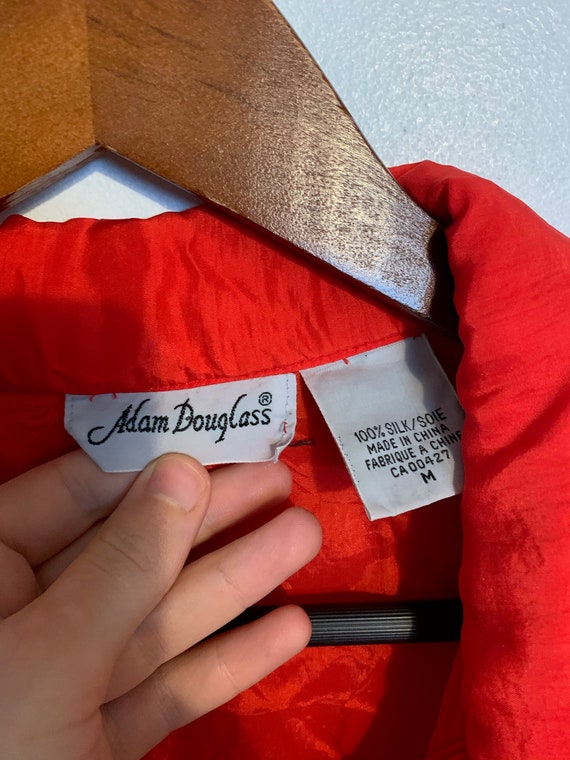 Adam Douglass®
100% SILK/SOIE
MADE IN CHINA
FABRIQUE A CHINE
CA 00427
M